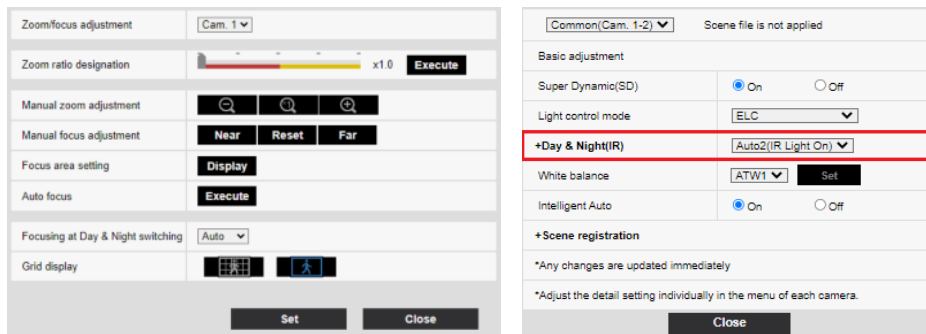 Zoom/focus adjustment Cam. 1
Zoom ratio designation x1.0 Execute
Manual zoom adjustment
Manual focus adjustment Near Reset Far
Focus area setting Display
Auto focus Execute
Focusing at Day & Night switching Auto
Grid display
Set Close
Common(Cam. 1-2) Scene file is not applied
Basic adjustment
Super Dynamic(SD) On Off
Light control mode ELC
+Day & Night(IR) Auto2(IR Light On)
White balance ATW1 Set
Intelligent Auto On Off
+Scene registration
*Any changes are updated immediately
*Adjust the detail setting individually in the menu of each camera.
Close